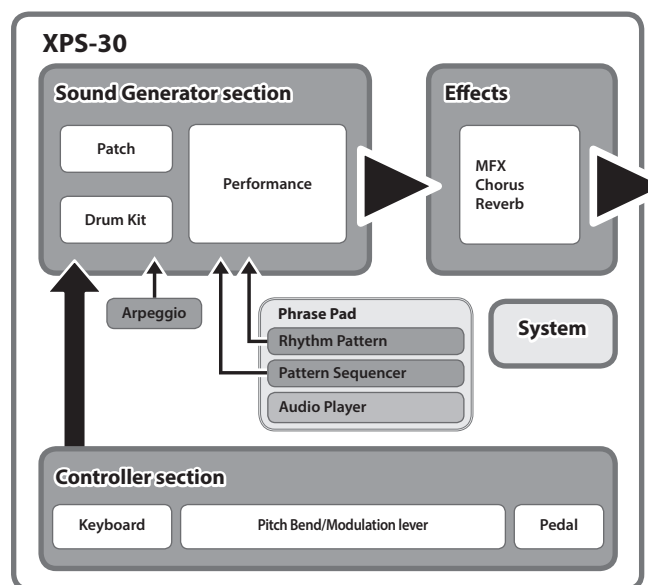 XPS-30
Sound Generator section
Patch
Drum Kit
Performance
Effects
MFX
Chorus
Reverb
Arpeggio
Phrase Pad
Rhythm Pattern
Pattern Sequencer
Audio Player
System
Controller section
Keyboard
Pitch Bend/Modulation lever
Pedal